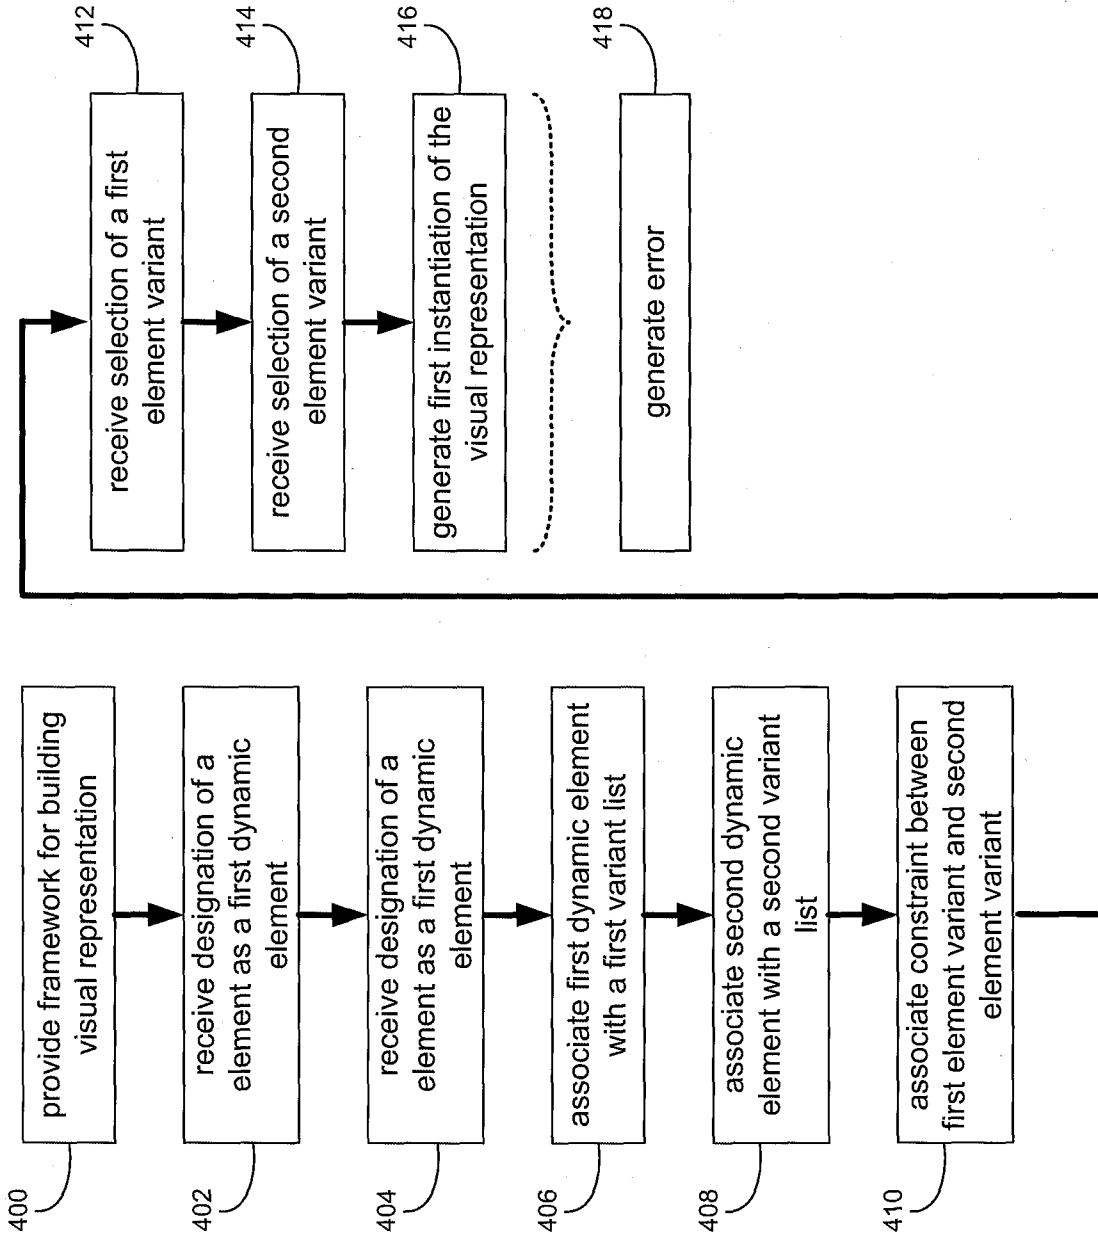 400
provide framework for building
visual representation
402
receive designation of a
element as a first dynamic
element
404
receive designation of a
element as a first dynamic
element
406
associate first dynamic element
with a first variant list
408
associate second dynamic
element with a second variant
list
410
associate constraint between
first element variant and second
element variant
412
receive selection of a first
element variant
414
receive selection of a second
element variant
416
generate first instantiation of the
visual representation
418
generate error